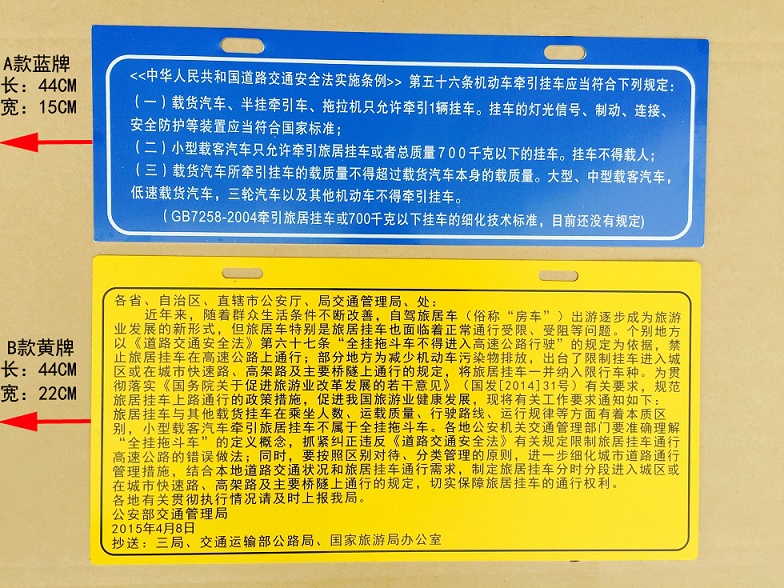 A款蓝牌
长：44CM
宽：15CM
<<中华人民共和国道路交通安全法实施条例>> 第五十六条机动车牵引挂车应当符合下列规定：
（一）载货汽车、半挂牵引车、拖拉机只允许牵引1辆挂车。挂车的灯光信号、制动、连接、
安全防护等装置应当符合国家标准；
（二）小型载客汽车只允许牵引旅居挂车或者总质量700千克以下的挂车。挂车不得载人；
（三）载货汽车所牵引挂车的载质量不得超过载货汽车本身的载质量。大型、中型载客汽车，
低速载货汽车，三轮汽车以及其他机动车不得牵引挂车。
（GB7258-2004牵引旅居挂车或700千克以下挂车的细化技术标准，目前还没有规定)
B款黄牌
长：44CM
宽：22CM
各省、自治区、直辖市公安厅、局交通管理局、处：
近年来，随着群众生活条件不断改善，自驾旅居车（俗称“房车”）出游逐步成为旅游
业发展的新形式，但旅居车特别是旅居挂车也面临着正常通行受限、受阻等问题。个别地方
以《道路交通安全法》第六十七条“全挂拖斗车不得进入高速公路行驶”的规定为依据，禁
止旅居挂车在高速公路上通行；部分地方为减少机动车污染物排放，出台了限制挂车进入城
区或在城市快速路、高架路及主要桥隧上通行的规定，将旅居挂车一并纳入限行车种。为贯
彻落实《国务院关于促进旅游业改革发展的若干意见》（国发[2014]31号）有关要求，规范
旅居挂车上路通行的政策措施，促进我国旅游业健康发展，现将有关工作要求通知如下：
旅居挂车与其他载货挂车在乘坐人数、运载质量、行驶路线、运行规律等方面有着本质区
别，小型载客汽车牵引旅居挂车不属于全挂拖斗车。各地公安机关交通管理部门要准确理解
“全挂拖斗车”的定义概念，抓紧纠正违反《道路交通安全法》有关规定限制旅居挂车通行
高速公路的错误做法；同时，要按照区别对待、分类管理的原则，进一步细化城市道路通行
管理措施，结合本地道路交通状况和旅居挂车通行需求，制定旅居挂车分时分段进入城区或
在城市快速路、高架路及主要桥隧上通行的规定，切实保障旅居挂车的通行权利。
各地有关贯彻执行情况请及时上报我局。
公安部交通管理局
2015年4月8日
抄送：三局、交通运输部公路局、国家旅游局办公室